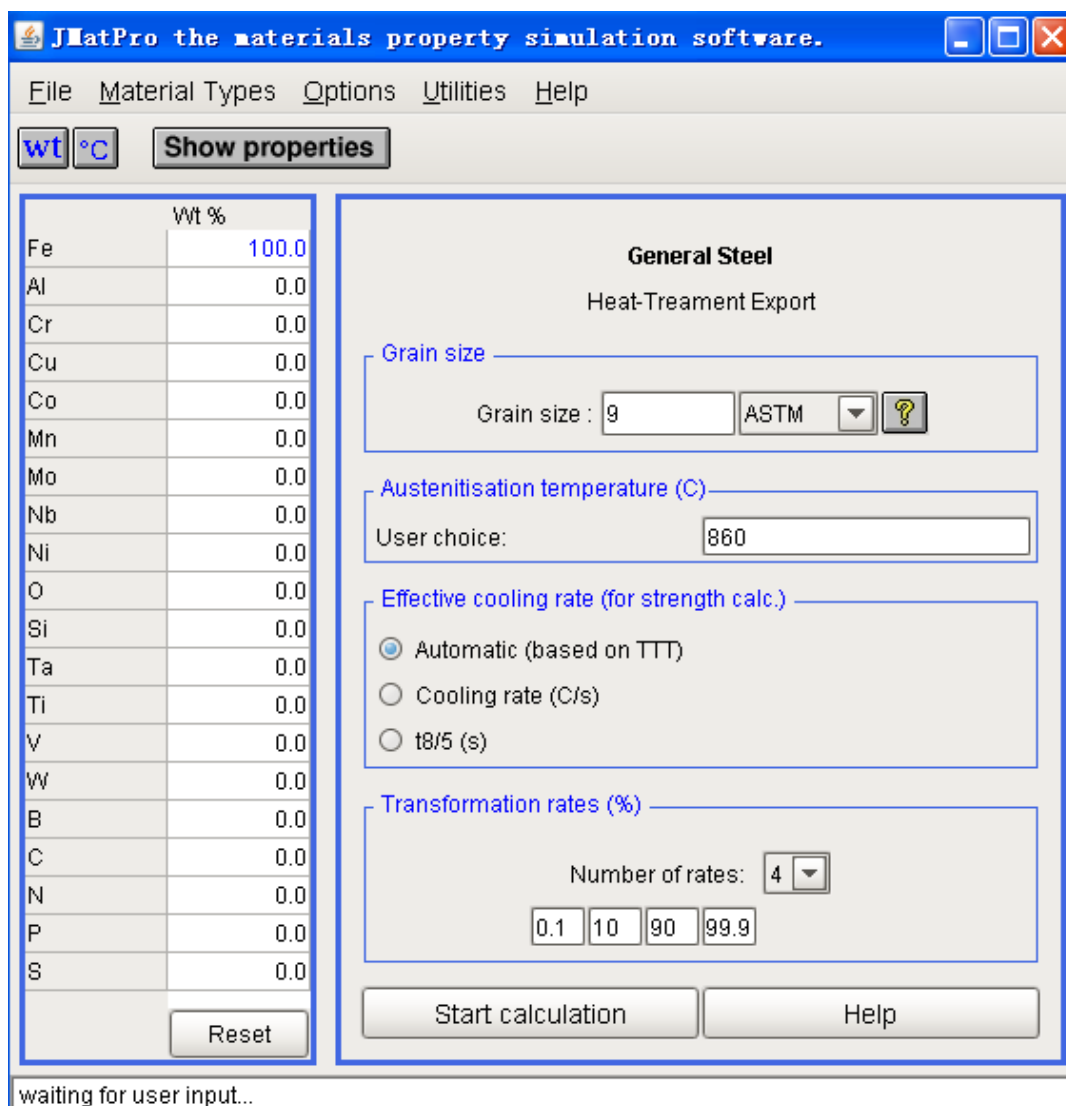 JMatPro the materials property simulation software.
File Material Types Options Utilities Help
wt °C Show properties
Wt %
Fe 100.0
Al 0.0
Cr 0.0
Cu 0.0
Co 0.0
Mn 0.0
Mo 0.0
Nb 0.0
Ni 0.0
O 0.0
Si 0.0
Ta 0.0
Ti 0.0
V 0.0
W 0.0
B 0.0
C 0.0
N 0.0
P 0.0
S 0.0
Reset
General Steel
Heat-Treament Export
Grain size
Grain size : 9 ASTM ?
Austenitisation temperature (C)
User choice: 860
Effective cooling rate (for strength calc.)
Automatic (based on TTT)
Cooling rate (C/s)
t8/5 (s)
Transformation rates (%)
Number of rates: 4
0.1 10 90 99.9
Start calculation Help
waiting for user input...